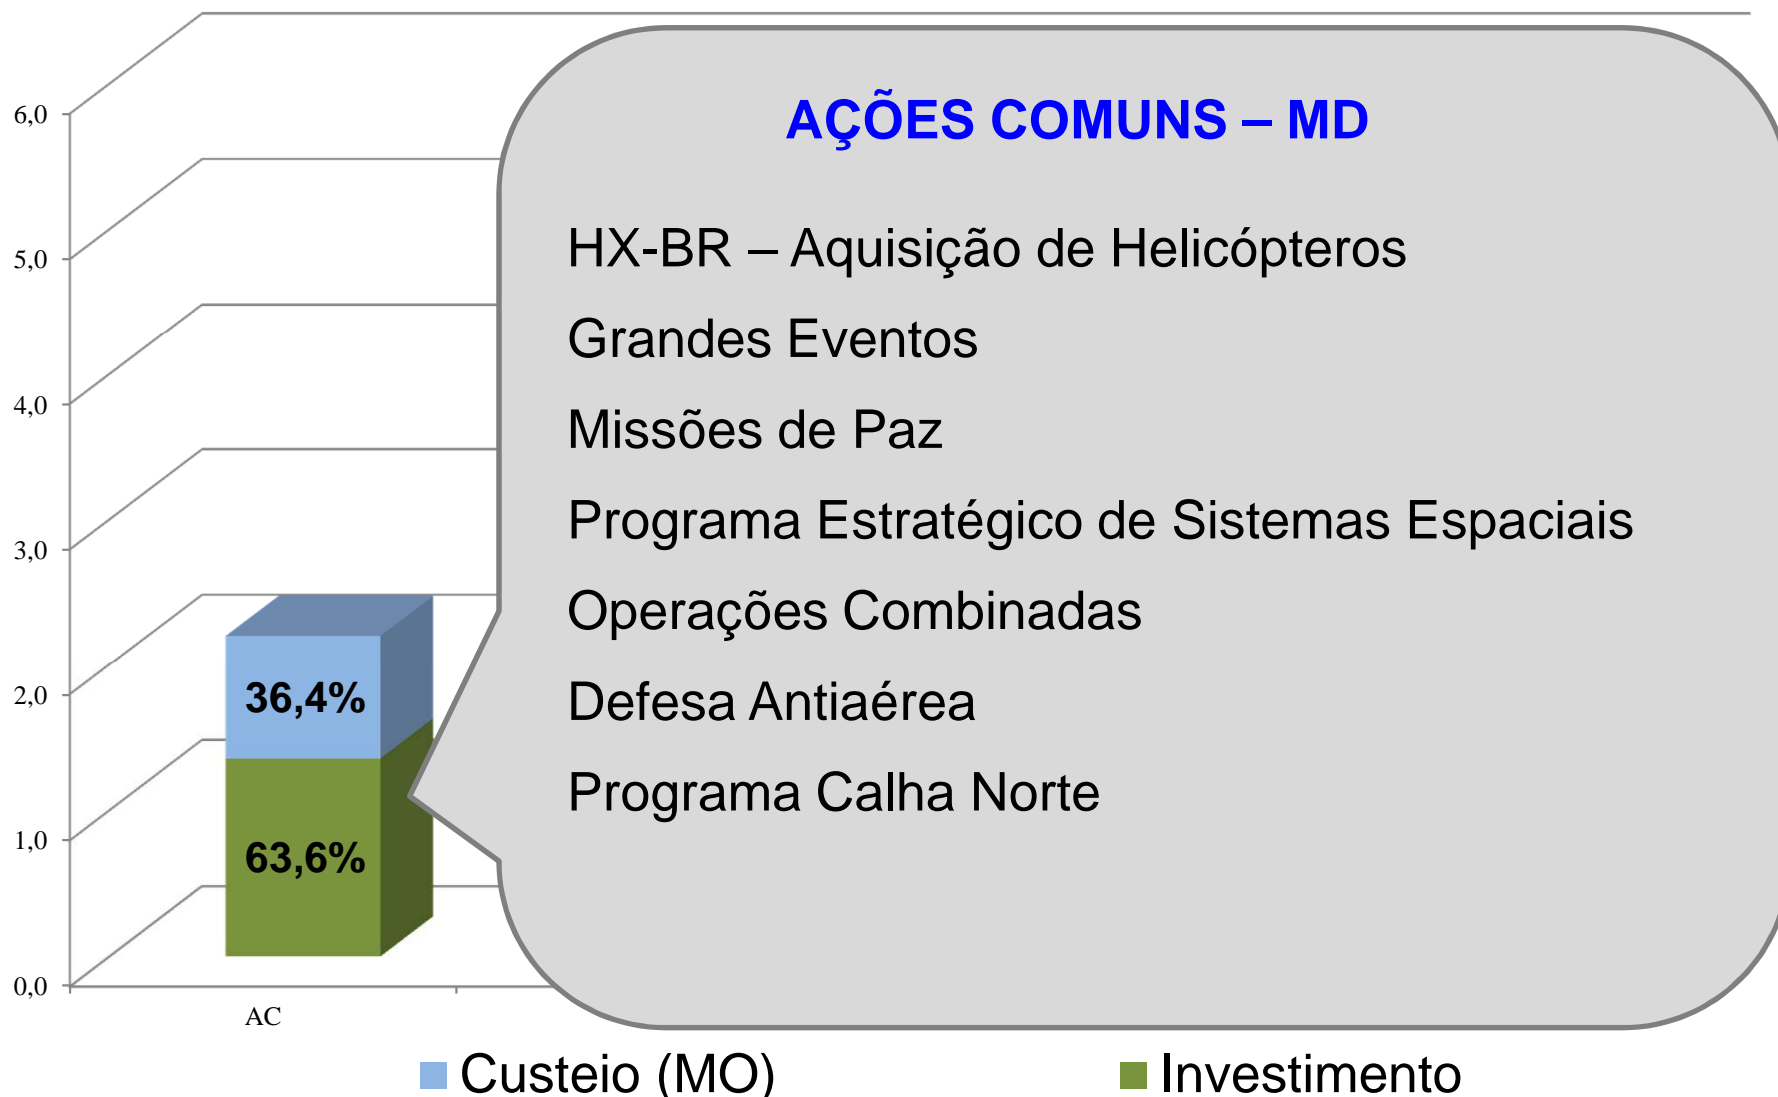 AÇÕES COMUNS – MD
6,0
HX-BR – Aquisição de Helicópteros
5,0
Grandes Eventos
4,0
Missões de Paz
Programa Estratégico de Sistemas Espaciais
3,0
Operações Combinadas
2,0
36,4%
Defesa Antiaérea
Programa Calha Norte
1,0
63,6%
0,0
AC
Custeio (MO)
Investimento